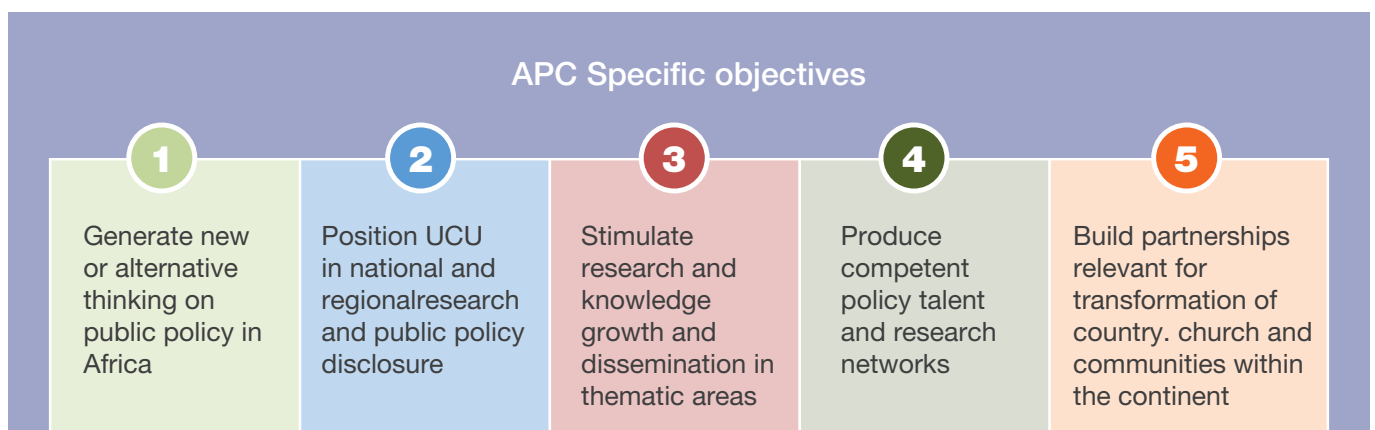 APC Specific objectives
1
Generate new
or alternative
thinking on
public policy in
Africa
2
Position UCU
in national and
regionalresearch
and public policy
disclosure
3
Stimulate
research and
knowledge
growth and
dissemination in
thematic areas
4
Produce
competent
policy talent
and research
networks
5
Build partnerships
relevant for
transformation of
country. church and
communities within
the continent